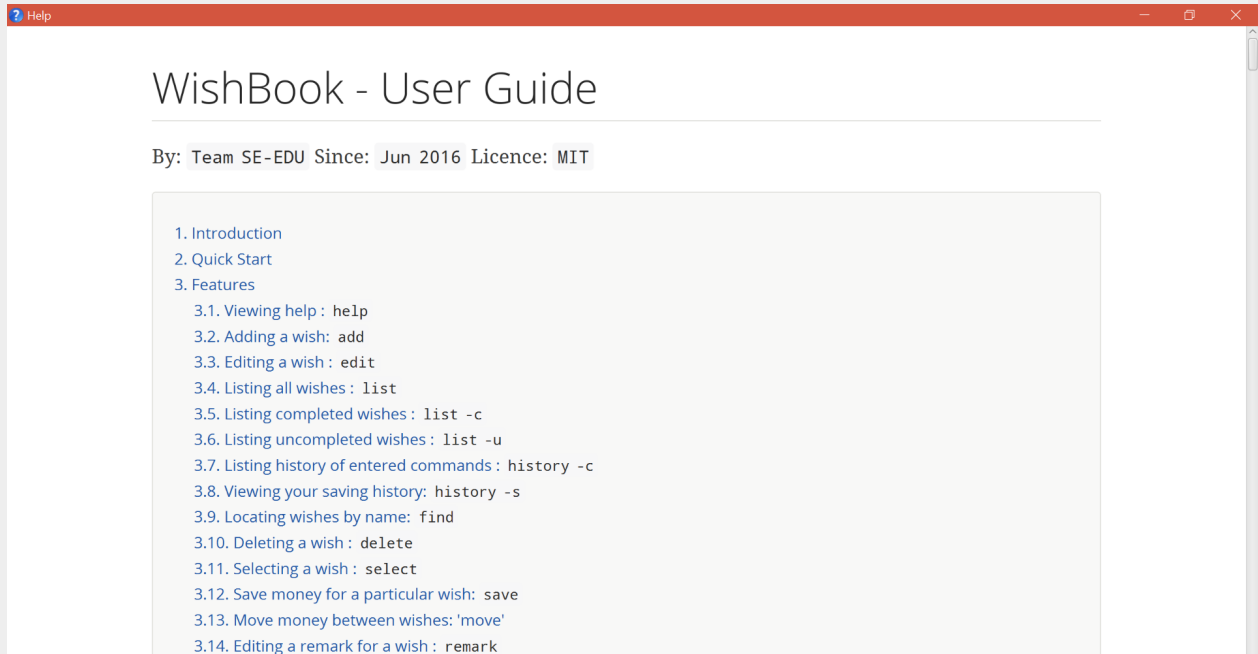 Help
WishBook - User Guide
By: Team SE-EDU Since: Jun 2016 Licence: MIT
1. Introduction
2. Quick Start
3. Features
3.1. Viewing help : help
3.2. Adding a wish: add
3.3. Editing a wish : edit
3.4. Listing all wishes : list
3.5. Listing completed wishes : list -c
3.6. Listing uncompleted wishes : list -u
3.7. Listing history of entered commands : history -c
3.8. Viewing your saving history: history -s
3.9. Locating wishes by name: find
3.10. Deleting a wish : delete
3.11. Selecting a wish : select
3.12. Save money for a particular wish: save
3.13. Move money between wishes: 'move'
3.14. Editing a remark for a wish : remark